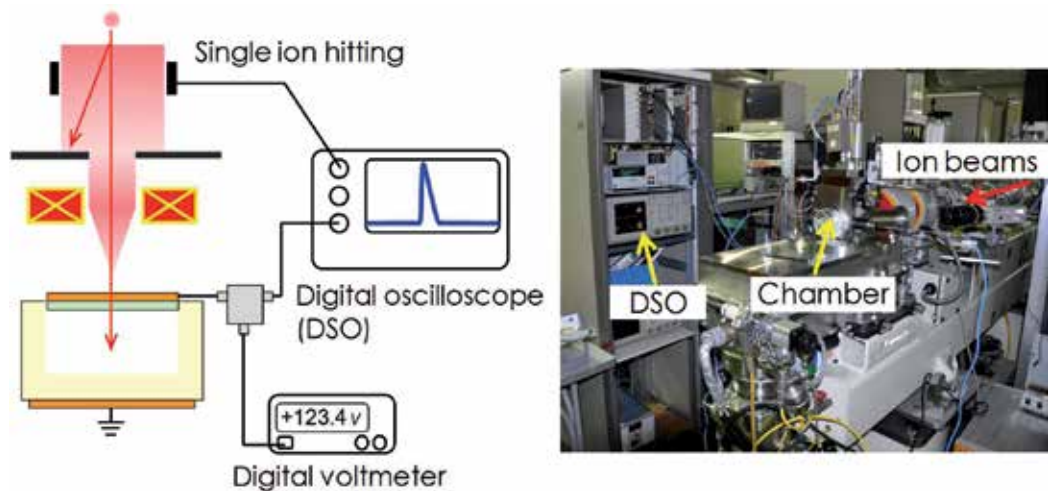 Single ion hitting
Digital oscilloscope
(DSO)
+123.4 v
Digital voltmeter
Ion beams
DSO
Chamber